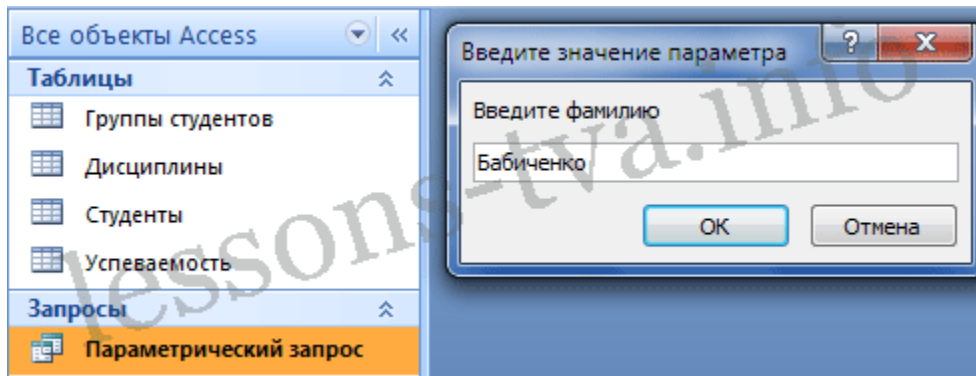 Все объекты Access
Таблицы
Группы студентов
Дисциплины
Студенты
Успеваемость
Запросы
Параметрический запрос
Введите значение параметра
?
Введите фамилию
Бабиченко
ОК
Отмена
lessons-tva.info